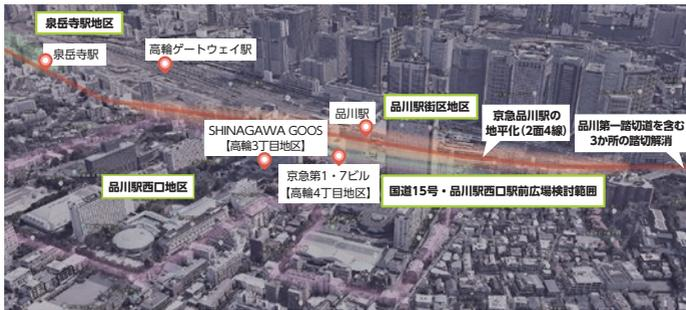 泉岳寺駅地区
泉岳寺駅
高輪ゲートウェイ駅
品川駅
品川駅街区地区
京急品川駅の
地平化（2面4線）
品川第一踏切道を含む
3か所の踏切解消
SHINAGAWA GOOS
【高輪3丁目地区】
京急第1・7ビル
【高輪4丁目地区】
品川駅西口地区
国道15号・品川駅西口駅前広場検討範囲